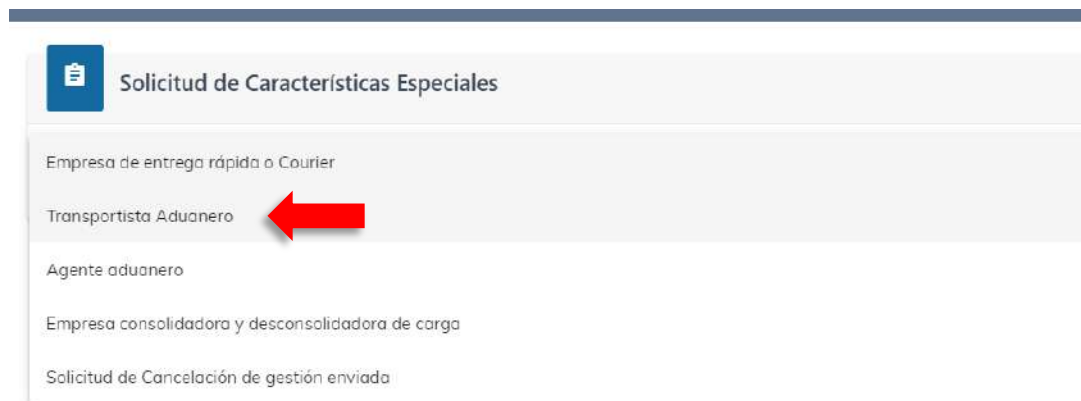 Solicitud de Características Especiales
Empresa de entrega rápida o Courier
Transportista Aduanero
Agente aduanero
Empresa consolidadora y desconsolidadora de carga
Solicitud de Cancelación de gestión enviada